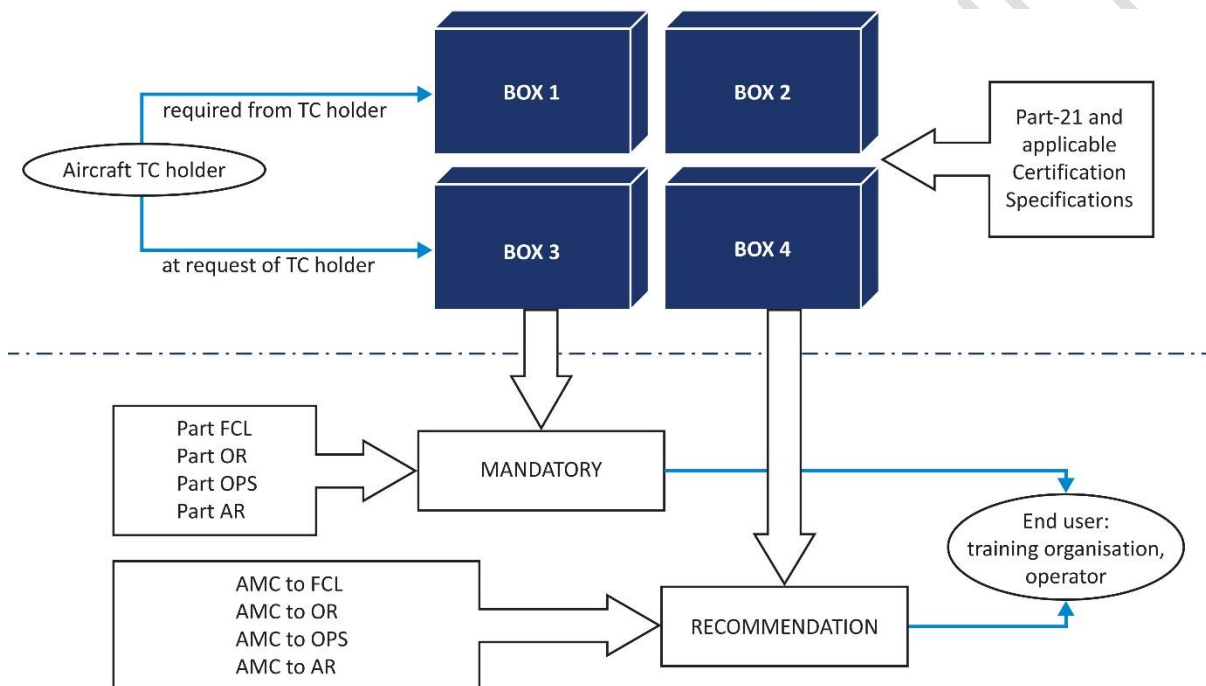 BOX 1
BOX 2
required from TC holder
Part-21 and
applicable
Certification
Specifications
Aircraft TC holder
BOX 3
BOX 4
at request of TC holder
Part FCL
Part OR
Part OPS
Part AR
MANDATORY
End user:
training organisation,
operator
AMC to FCL
AMC to OR
AMC to OPS
AMC to AR
RECOMMENDATION